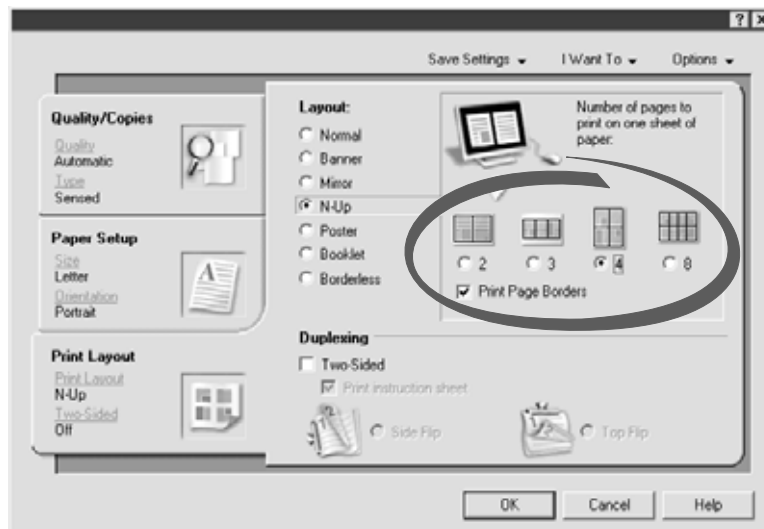 ? X
Save Settings I Want To Options
Quality/Copies
Quality
Automatic
Type
Sensed
Paper Setup
Size
Letter
Orientation
Portrait
Print Layout
Print Layout
N-Up
Two-Sided
Off
Layout:
Normal
Banner
Mirror
N-Up
Poster
Booklet
Borderless
Number of pages to
print on one sheet of
paper:
2 3 4 8
Print Page Borders
Duplexing
Two-Sided
Print instruction sheet
Side Flip Top Flip
OK Cancel Help